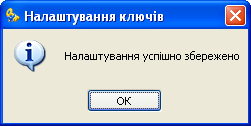 Налаштування ключів
Налаштування успішно збережено
OK